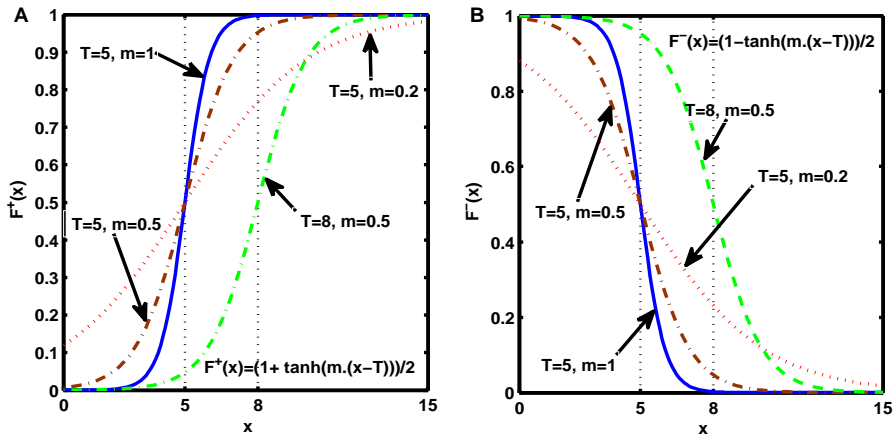 A
F⁺(x)
1
0.9
0.8
0.7
0.6
0.5
0.4
0.3
0.2
0.1
0
T=5, m=1
T=5, m=0.2
T=5, m=0.5
T=8, m=0.5
F⁺(x)=(1+ tanh(m.(x−T)))/2
0 5 8 15
x
B
F⁻(x)
1
0.8
0.6
0.4
0.2
0
F⁻(x)=(1−tanh(m.(x−T)))/2
T=8, m=0.5
T=5, m=0.2
T=5, m=0.5
T=5, m=1
0 5 8 15
x